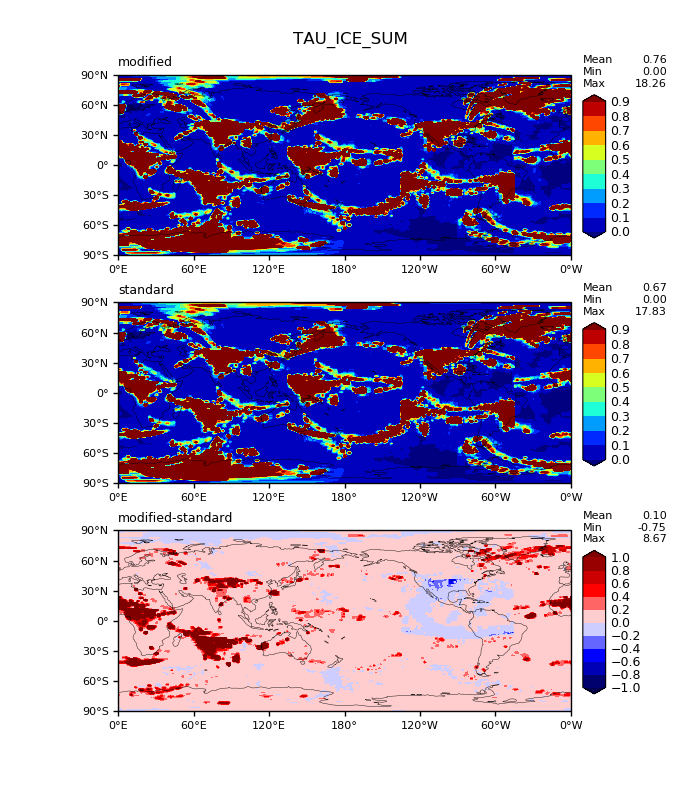 TAU_ICE_SUM
modified
Mean 0.76
Min 0.00
Max 18.26
90°N
60°N
30°N
0°
30°S
60°S
90°S
0°E 60°E 120°E 180° 120°W 60°W 0°W
0.9
0.8
0.7
0.6
0.5
0.4
0.3
0.2
0.1
0.0
standard
Mean 0.67
Min 0.00
Max 17.83
90°N
60°N
30°N
0°
30°S
60°S
90°S
0°E 60°E 120°E 180° 120°W 60°W 0°W
0.9
0.8
0.7
0.6
0.5
0.4
0.3
0.2
0.1
0.0
modified-standard
Mean 0.10
Min -0.75
Max 8.67
90°N
60°N
30°N
0°
30°S
60°S
90°S
0°E 60°E 120°E 180° 120°W 60°W 0°W
1.0
0.8
0.6
0.4
0.2
0.0
−0.2
−0.4
−0.6
−0.8
−1.0